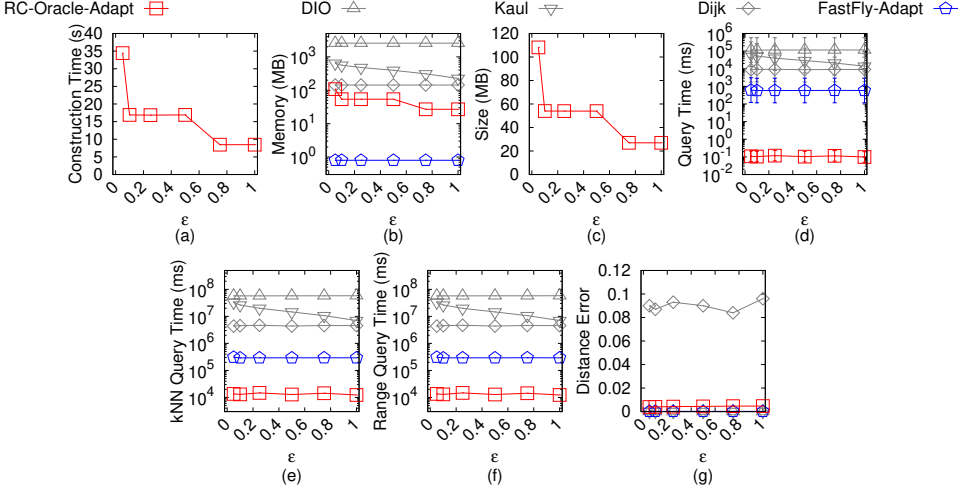 RC-Oracle-Adapt DIO Kaul Dijk FastFly-Adapt
Construction Time (s)
40
35
30
25
20
15
10
5
0
0 0.2 0.4 0.6 0.8 1
ε
(a)
Memory (MB)
10^3
10^2
10^1
10^0
0 0.2 0.4 0.6 0.8 1
ε
(b)
Size (MB)
120
100
80
60
40
20
0
0 0.2 0.4 0.6 0.8 1
ε
(c)
Query Time (ms)
10^6
10^5
10^4
10^3
10^2
10^1
10^0
10^-1
10^-2
0 0.2 0.4 0.6 0.8 1
ε
(d)
kNN Query Time (ms)
10^8
10^7
10^6
10^5
10^4
0 0.2 0.4 0.6 0.8 1
ε
(e)
Range Query Time (ms)
10^8
10^7
10^6
10^5
10^4
0 0.2 0.4 0.6 0.8 1
ε
(f)
Distance Error
0.12
0.1
0.08
0.06
0.04
0.02
0
0 0.2 0.4 0.6 0.8 1
ε
(g)